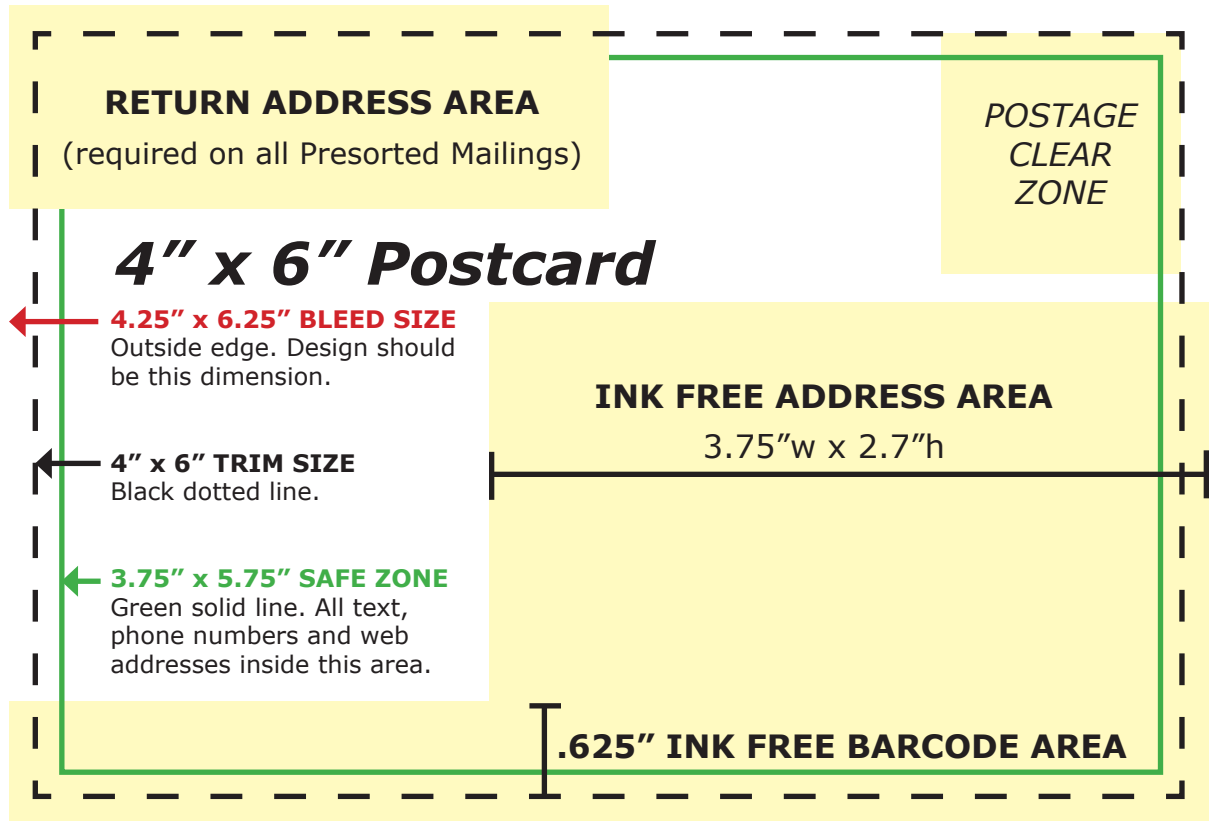 RETURN ADDRESS AREA
(required on all Presorted Mailings)
POSTAGE
CLEAR
ZONE
4” x 6” Postcard
4.25” x 6.25” BLEED SIZE
Outside edge. Design should
be this dimension.
4” x 6” TRIM SIZE
Black dotted line.
3.75” x 5.75” SAFE ZONE
Green solid line. All text,
phone numbers and web
addresses inside this area.
INK FREE ADDRESS AREA
3.75”w x 2.7”h
.625” INK FREE BARCODE AREA